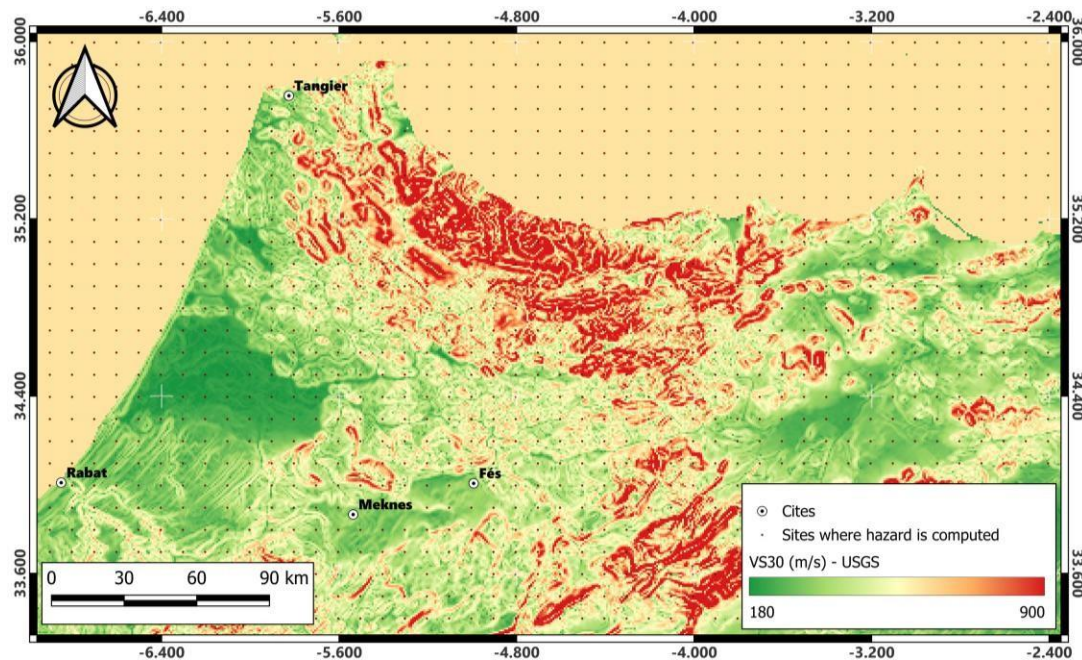 -6.400 -5.600 -4.800 -4.000 -3.200 -2.400
36.000 36.000
Tangier
35.200 35.200
34.400 34.400
Rabat
Fés
Meknes
Cites
Sites where hazard is computed
VS30 (m/s) - USGS
180 900
0 30 60 90 km
33.600 33.600
-6.400 -5.600 -4.800 -4.000 -3.200 -2.400